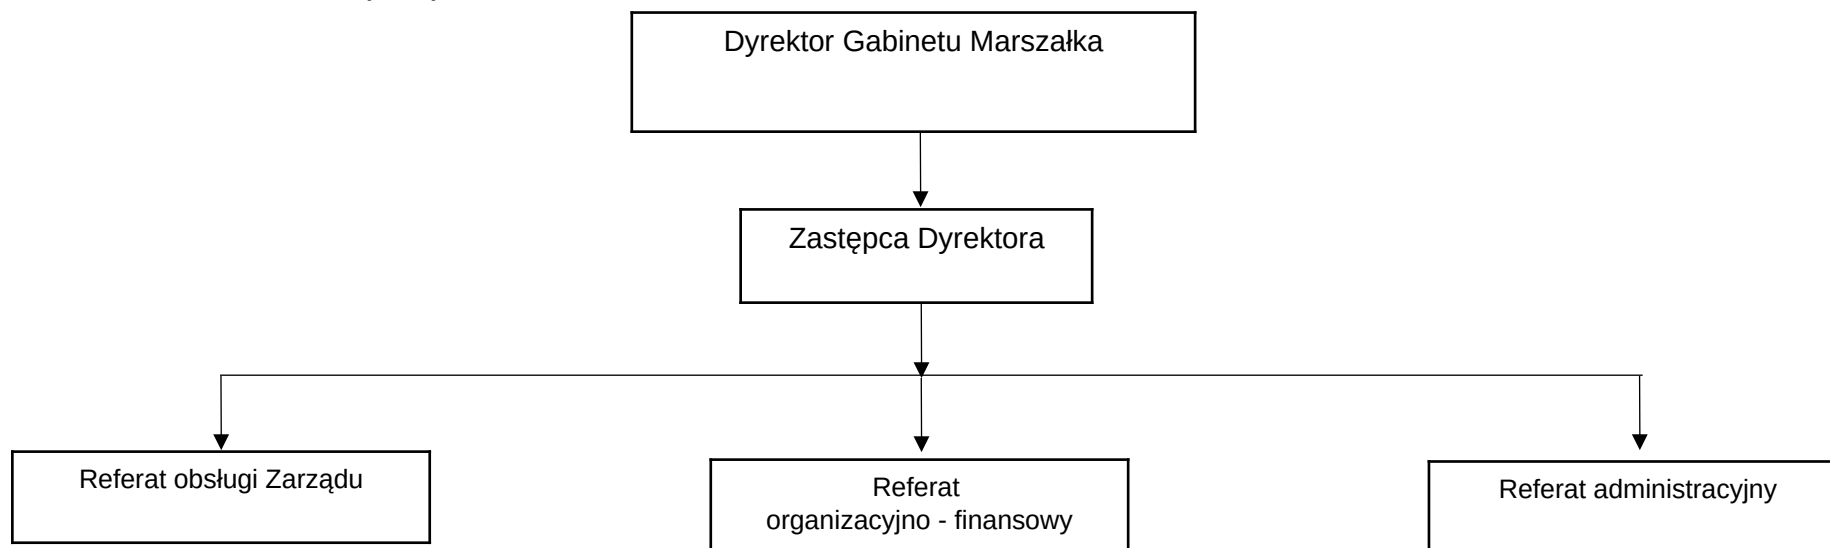 Dyrektor Gabinetu Marszałka
Zastępca Dyrektora
Referat obsługi Zarządu
Referat
organizacyjno - finansowy
Referat administracyjny